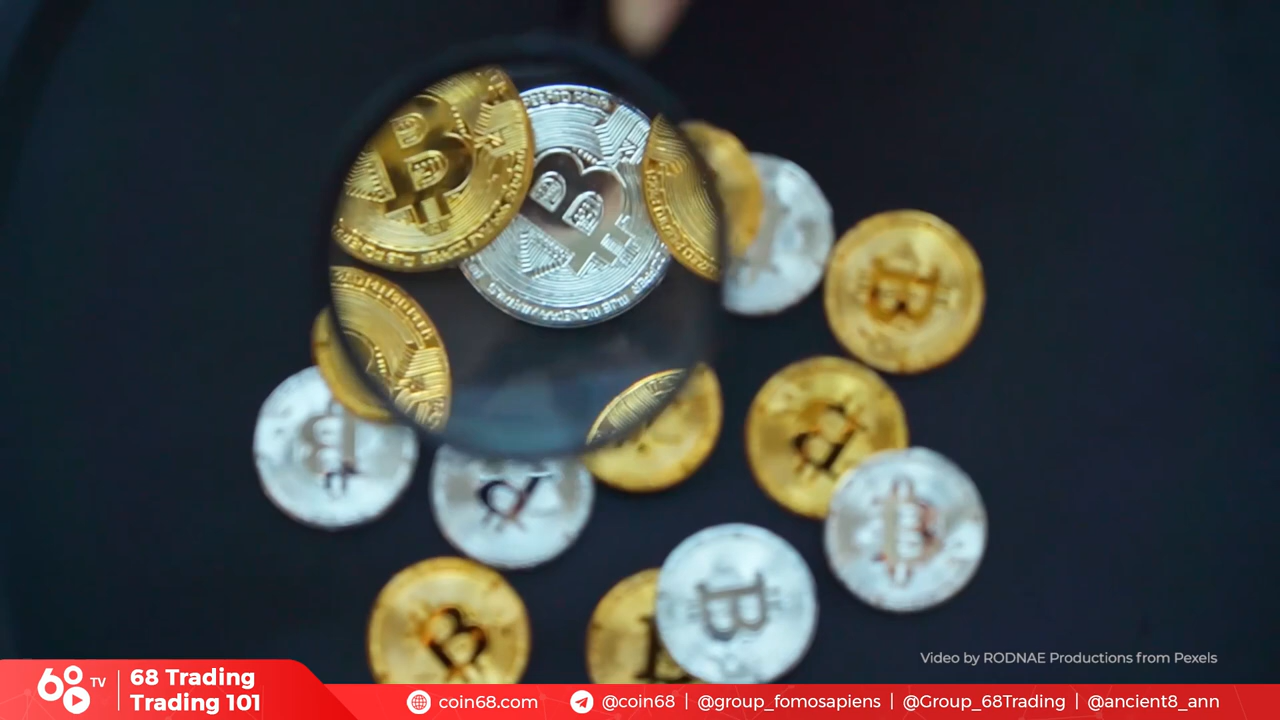 Video by RODNAE Productions from Pexels
68 TV
68 Trading
Trading 101
coin68.com
@coin68 | @group_fomosapiens | @Group_68Trading | @ancient8_ann